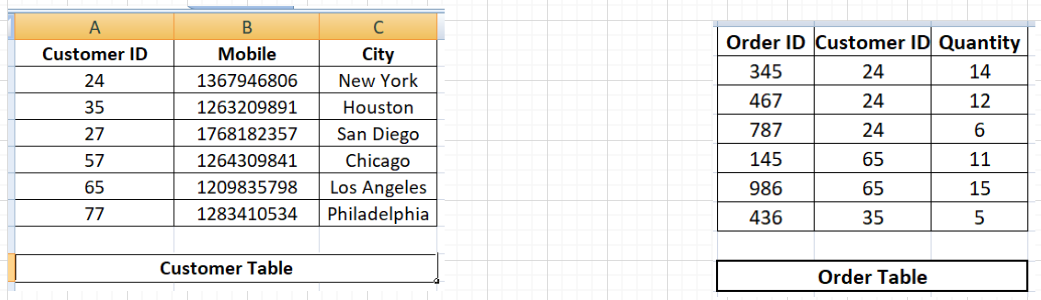 A B C
Customer ID Mobile City
24 1367946806 New York
35 1263209891 Houston
27 1768182357 San Diego
57 1264309841 Chicago
65 1209835798 Los Angeles
77 1283410534 Philadelphia
Customer Table
Order ID Customer ID Quantity
345 24 14
467 24 12
787 24 6
145 65 11
986 65 15
436 35 5
Order Table